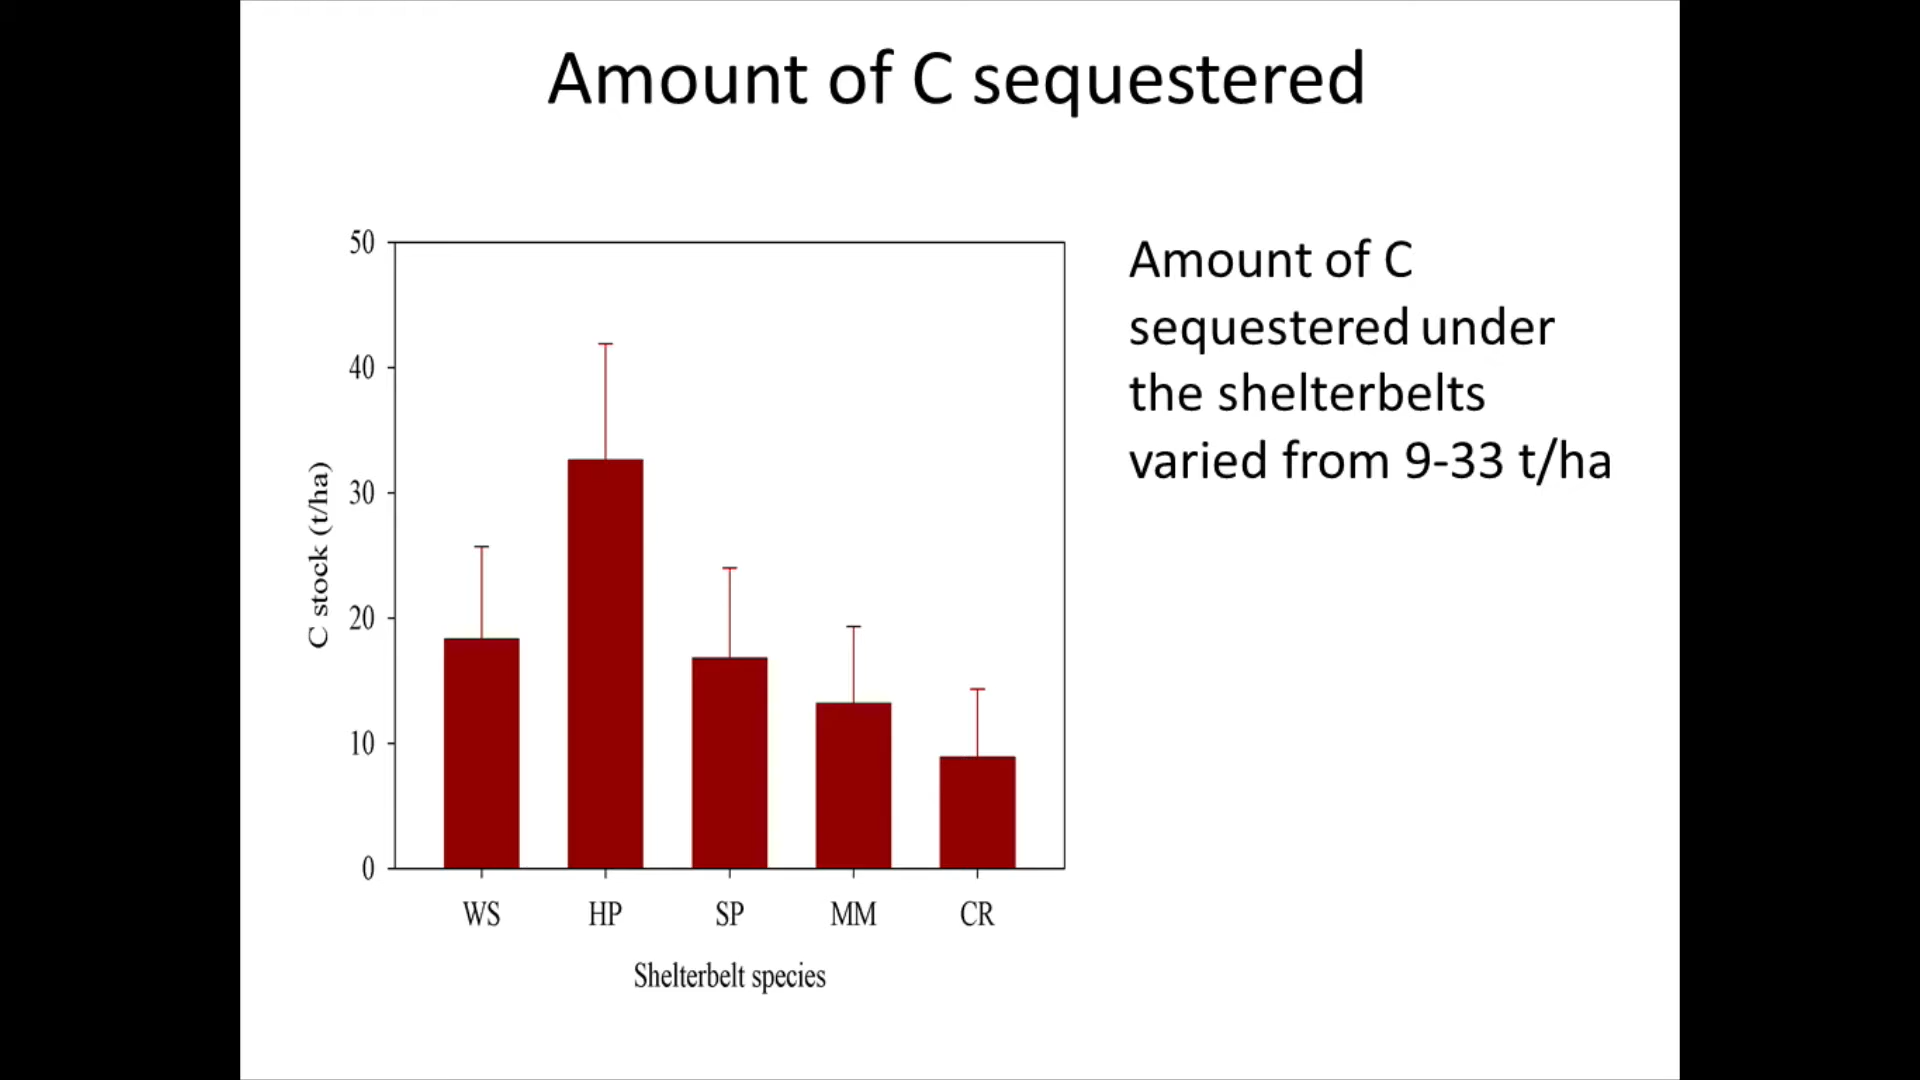 Amount of C sequestered
Amount of C
sequestered under
the shelterbelts
varied from 9-33 t/ha
C stock (t/ha)
50
40
30
20
10
0
WS HP SP MM CR
Shelterbelt species